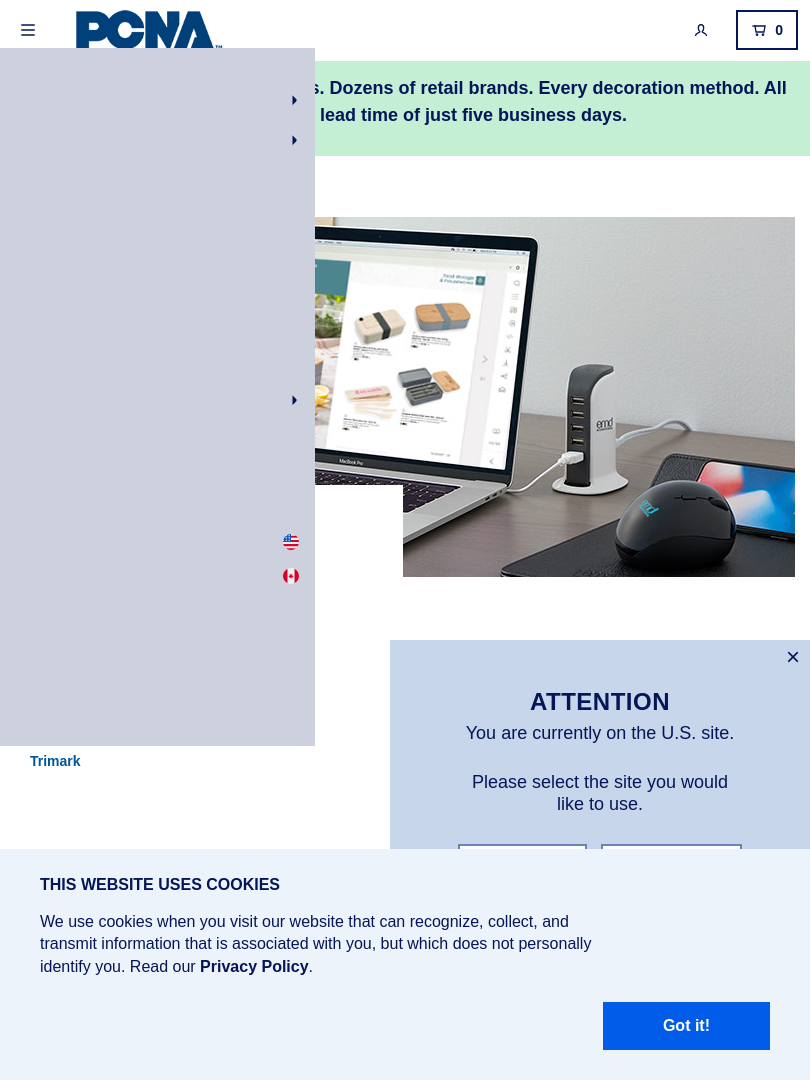 PCNA™
0
s. Dozens of retail brands. Every decoration method. All
lead time of just five business days.
MacBook Pro
emd
emd
Trimark
ATTENTION
You are currently on the U.S. site.
Please select the site you would
like to use.
THIS WEBSITE USES COOKIES
We use cookies when you visit our website that can recognize, collect, and
transmit information that is associated with you, but which does not personally
identify you. Read our Privacy Policy.
Got it!